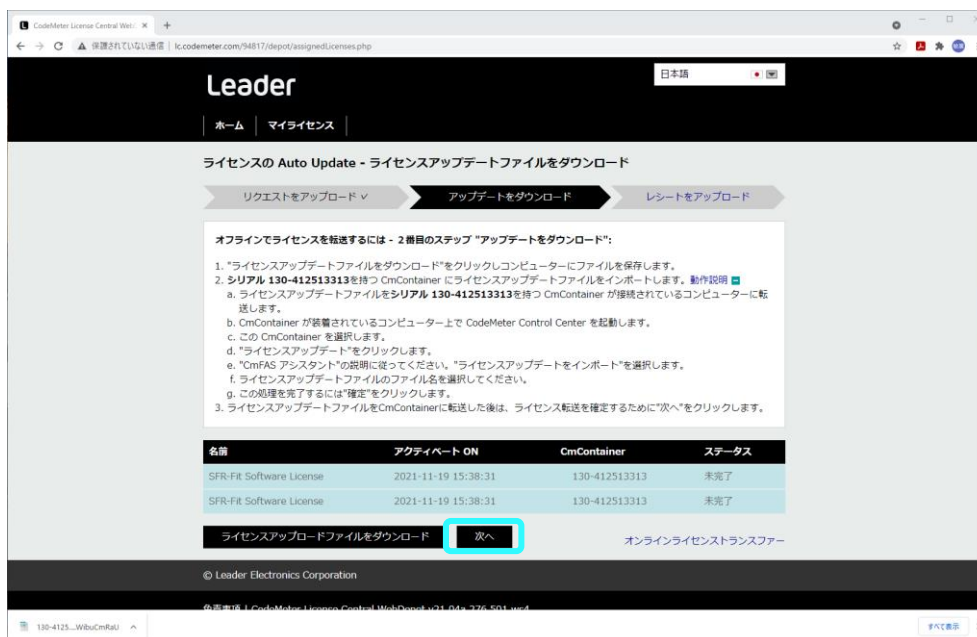 CodeMeter License Central Web
保護されていない通信 | lc.codemeter.com/94817/depot/assignedLicenses.php
Leader
日本語
ホーム | マイライセンス
ライセンスの Auto Update - ライセンスアップデートファイルをダウンロード
リクエストをアップロード ✓
アップデートをダウンロード
レシートをアップロード
オフラインでライセンスを転送するには - 2番目のステップ "アップデートをダウンロード":
1. "ライセンスアップデートファイルをダウンロード"をクリックしコンピューターにファイルを保存します。
2. シリアル 130-412513313を持つ CmContainer にライセンスアップデートファイルをインポートします。動作説明
a. ライセンスアップデートファイルをシリアル 130-412513313を持つ CmContainer が接続されているコンピューターに転
送します。
b. CmContainer が装着されているコンピューター上で CodeMeter Control Center を起動します。
c. この CmContainer を選択します。
d. "ライセンスアップデート"をクリックします。
e. "CmFAS アシスタント"の説明に従ってください。"ライセンスアップデートをインポート"を選択します。
f. ライセンスアップデートファイルのファイル名を選択してください。
g. この処理を完了するには"確定"をクリックします。
3. ライセンスアップデートファイルをCmContainerに転送した後は、ライセンス転送を確定するために"次へ"をクリックします。
名前 アクティベート ON CmContainer ステータス
SFR-Fit Software License 2021-11-19 15:38:31 130-412513313 未完了
SFR-Fit Software License 2021-11-19 15:38:31 130-412513313 未完了
ライセンスアップロードファイルをダウンロード
次へ
オンラインライセンストランスファー
© Leader Electronics Corporation
免責事項 | CodeMeter License Central WebDepot v21.04a.276.501.ws4
130-4125....WibuCmRaU
すべて表示